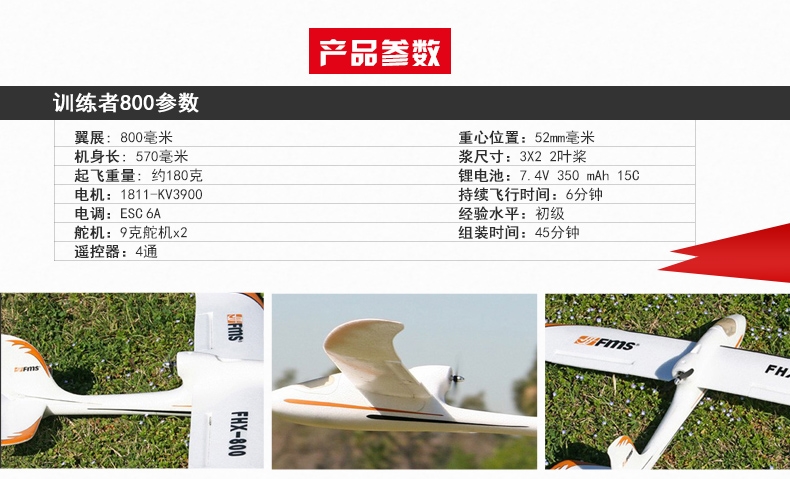 产品参数
训练者800参数
翼展: 800毫米
机身长: 570毫米
起飞重量: 约180克
电机: 1811-KV3900
电调: ESC 6A
舵机: 9克舵机x2
遥控器: 4通
重心位置: 52mm毫米
浆尺寸: 3X2 2叶桨
锂电池: 7.4V 350 mAh 15C
持续飞行时间: 6分钟
经验水平: 初级
组装时间: 45分钟
FMS
FMS
FHX-800
FMS
FHX